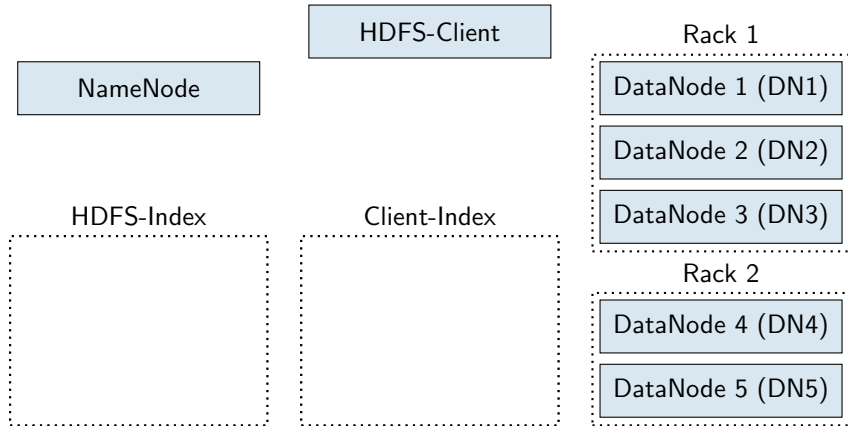 HDFS-Client
NameNode
HDFS-Index
Client-Index
Rack 1
DataNode 1 (DN1)
DataNode 2 (DN2)
DataNode 3 (DN3)
Rack 2
DataNode 4 (DN4)
DataNode 5 (DN5)